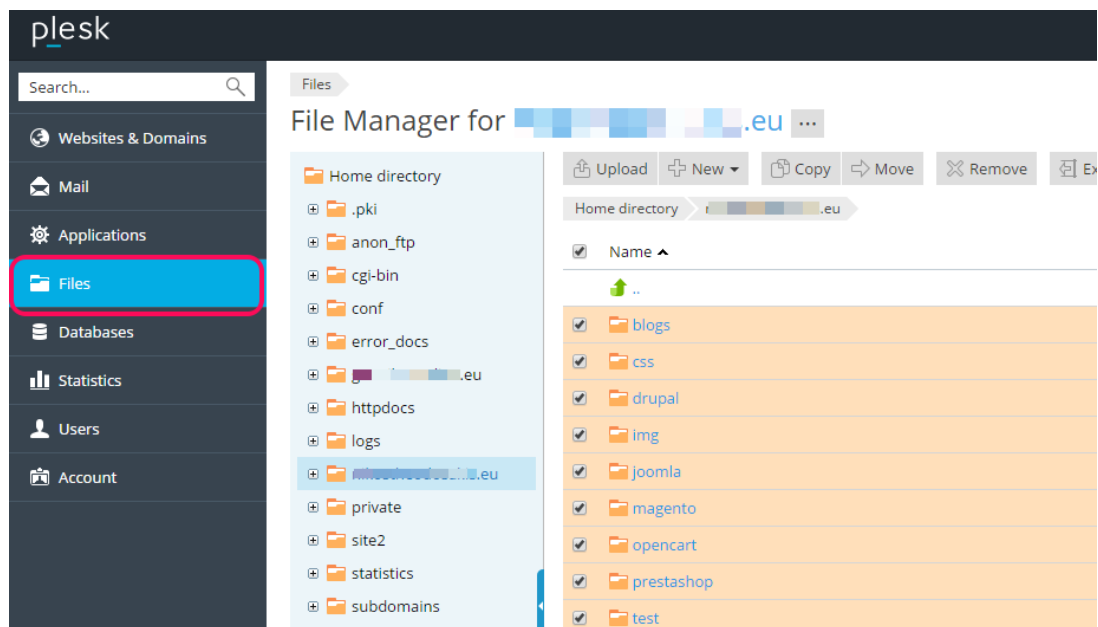 plesk
Search...
Websites & Domains
Mail
Applications
Files
Databases
Statistics
Users
Account
Files
File Manager for .eu ...
Home directory
.pki
anon_ftp
cgi-bin
conf
error_docs
.eu
httpdocs
logs
.eu
private
site2
statistics
subdomains
Upload New Copy Move Remove Ex
Home directory .eu
Name
..
blogs
css
drupal
img
joomla
magento
opencart
prestashop
test